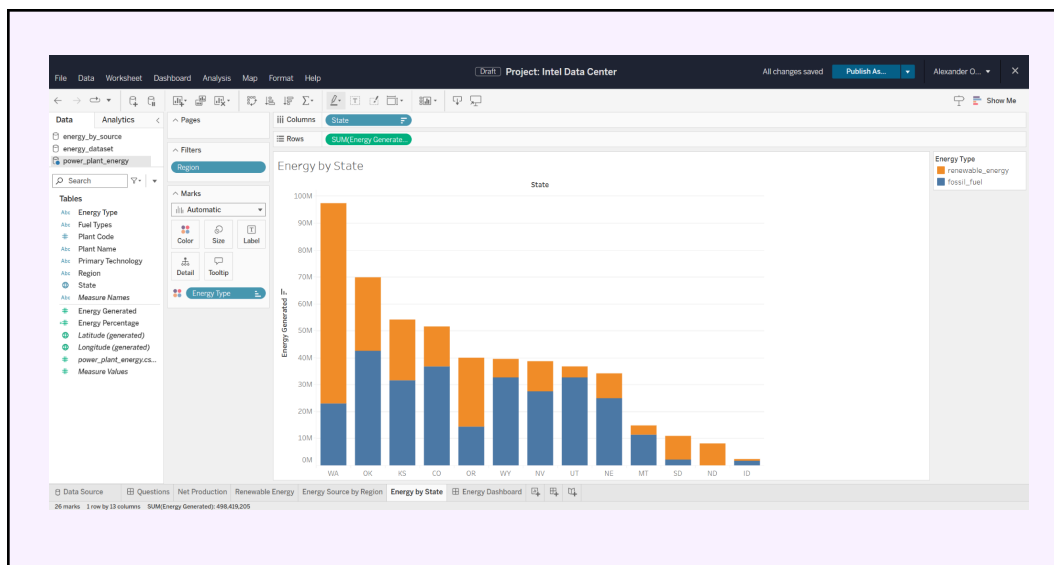 Draft Project: Intel Data Center
All changes saved
Publish As...
Alexander O...
File Data Worksheet Dashboard Analysis Map Format Help
Show Me
Data Analytics
energy_by_source
energy_dataset
power_plant_energy
Search
Tables
Abc Energy Type
Abc Fuel Types
Plant Code
Abc Plant Name
Abc Primary Technology
Abc Region
State
Abc Measure Names
Energy Generated
Energy Percentage
Latitude (generated)
Longitude (generated)
power_plant_energy.cs...
Measure Values
Pages
Filters
Region
Marks
Automatic
Color Size Label
Detail Tooltip
Energy Type
Columns State
Rows SUM(Energy Generate..
Energy by State
State
Energy Generated
100M
90M
80M
70M
60M
50M
40M
30M
20M
10M
0M
WA OK KS CO OR WY NV UT NE MT SD ND ID
Energy Type
renewable_energy
fossil_fuel
Data Source Questions Net Production Renewable Energy Energy Source by Region Energy by State Energy Dashboard
26 marks 1 row by 13 columns SUM(Energy Generated): 498,419,205